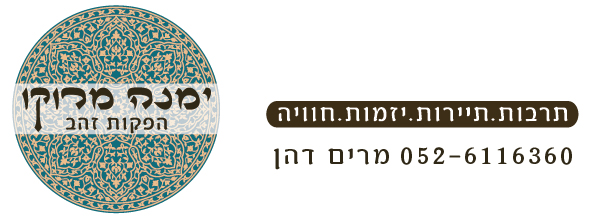 ימנה מרוקו
הפקות זהב
תרבות.תיירות.יזמות.חוויה
052-6116360 מרים דהן